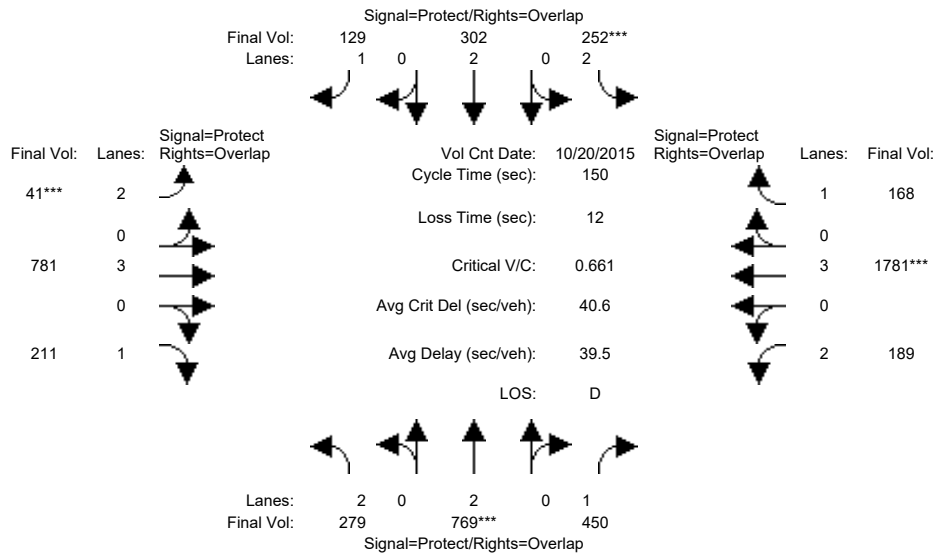 Signal=Protect/Rights=Overlap
Final Vol: 129 302 252***
Lanes: 1 0 2 0 2
Signal=Protect
Final Vol: Lanes: Rights=Overlap
Vol Cnt Date: 10/20/2015
Signal=Protect
Rights=Overlap Lanes: Final Vol:
Cycle Time (sec): 150
41*** 2
1 168
Loss Time (sec): 12
0
0
781 3
Critical V/C: 0.661
3 1781***
0
Avg Crit Del (sec/veh): 40.6
0
211 1
Avg Delay (sec/veh): 39.5
2 189
LOS: D
Lanes: 2 0 2 0 1
Final Vol: 279 769*** 450
Signal=Protect/Rights=Overlap